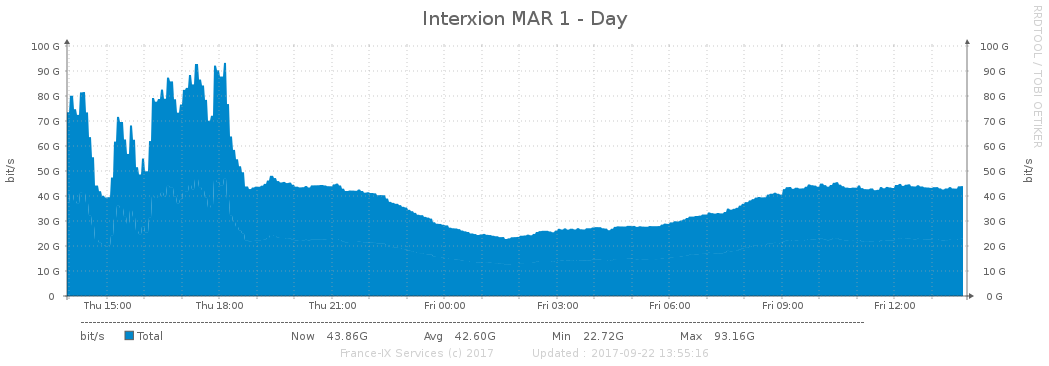 Interxion MAR 1 - Day
RRDTOOL / TOBI OETIKER
100 G 100 G
90 G 90 G
80 G 80 G
70 G 70 G
60 G 60 G
50 G 50 G
40 G 40 G
30 G 30 G
20 G 20 G
10 G 10 G
0 0 G
bit/s bit/s
Thu 15:00 Thu 18:00 Thu 21:00 Fri 00:00 Fri 03:00 Fri 06:00 Fri 09:00 Fri 12:00
bit/s Total Now 43.86G Avg 42.60G Min 22.72G Max 93.16G
France-IX Services (c) 2017 Updated : 2017-09-22 13:55:16